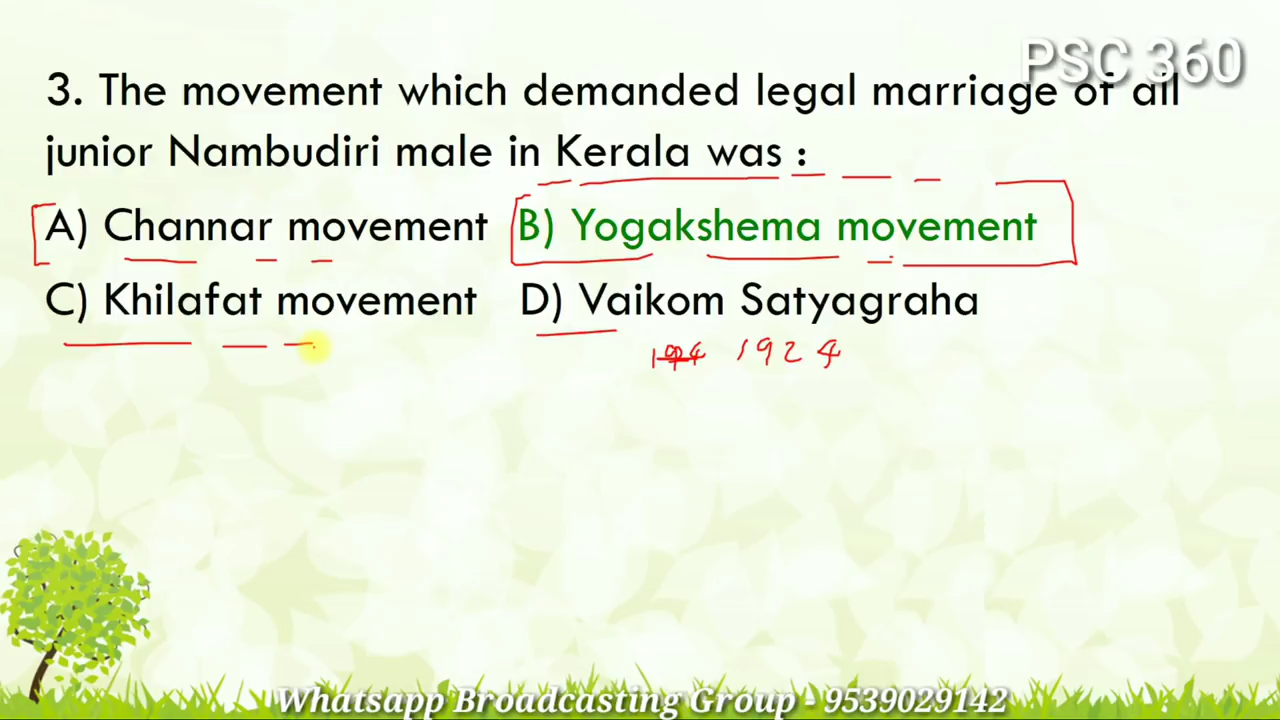 PSC 360
3. The movement which demanded legal marriage of all
junior Nambudiri male in Kerala was :
A) Channar movement B) Yogakshema movement
C) Khilafat movement D) Vaikom Satyagraha
1924
Whatsapp Broadcasting Group - 9539029142